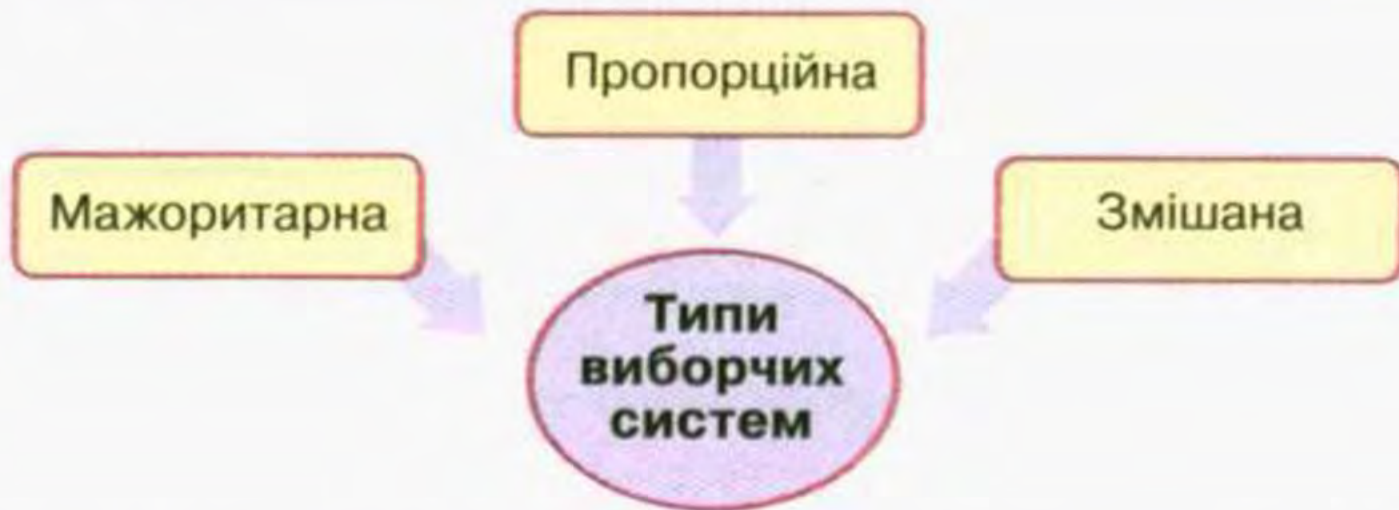 Пропорційна
Мажоритарна
Змішана
Типи
виборчих
систем